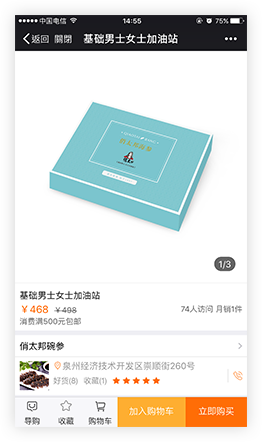 中国电信 14:55 75%
返回 關閉 基础男士女士加油站
1/3
基础男士女士加油站
￥468 ￥498 74人访问 月销1件
消费满500元包邮
俏太邦碗参
泉州经济技术开发区崇顺街260号
好货(8) 收藏(1)
导购 收藏 购物车 加入购物车 立即购买